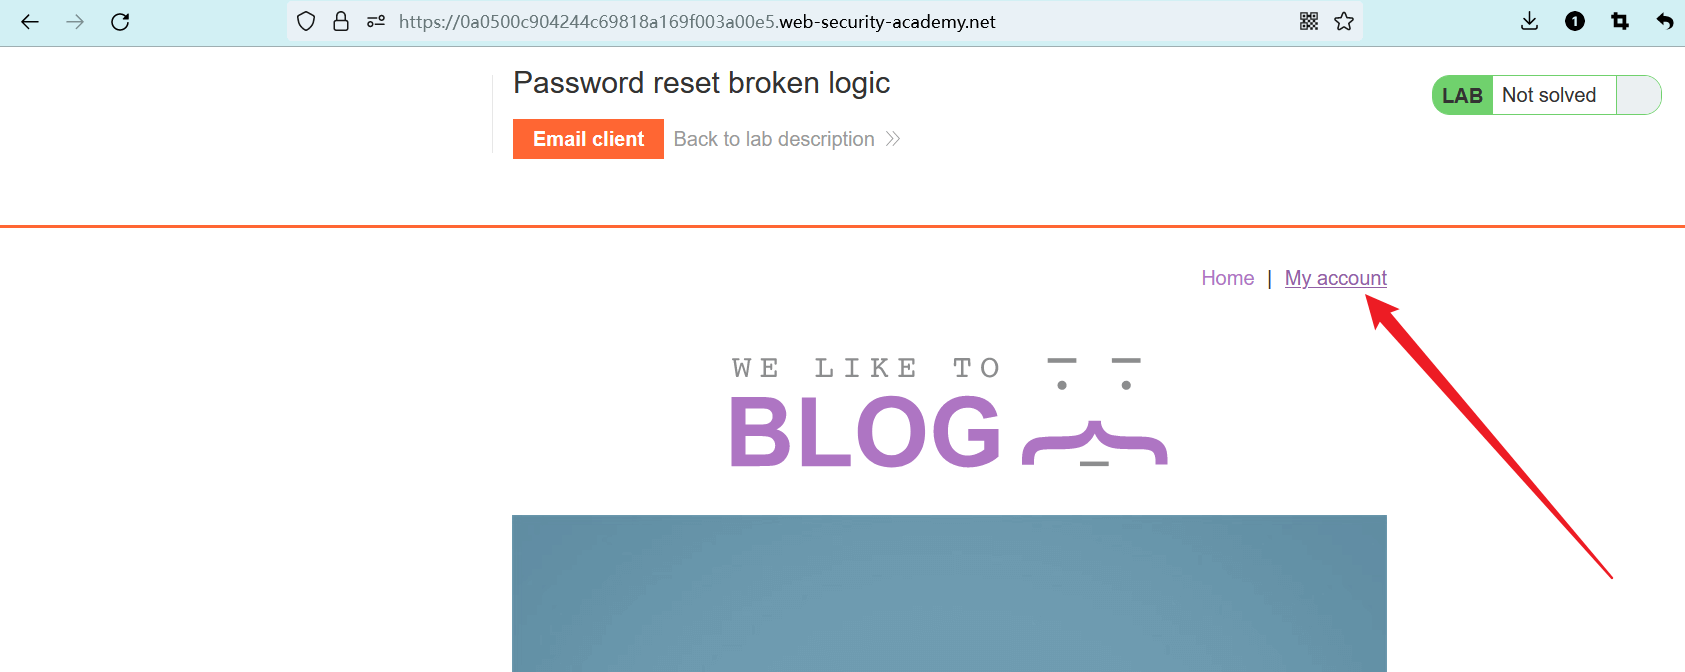 https://0a0500c904244c69818a169f003a00e5.web-security-academy.net
1
Password reset broken logic
LAB Not solved
Email client Back to lab description
Home | My account
WE LIKE TO
BLOG